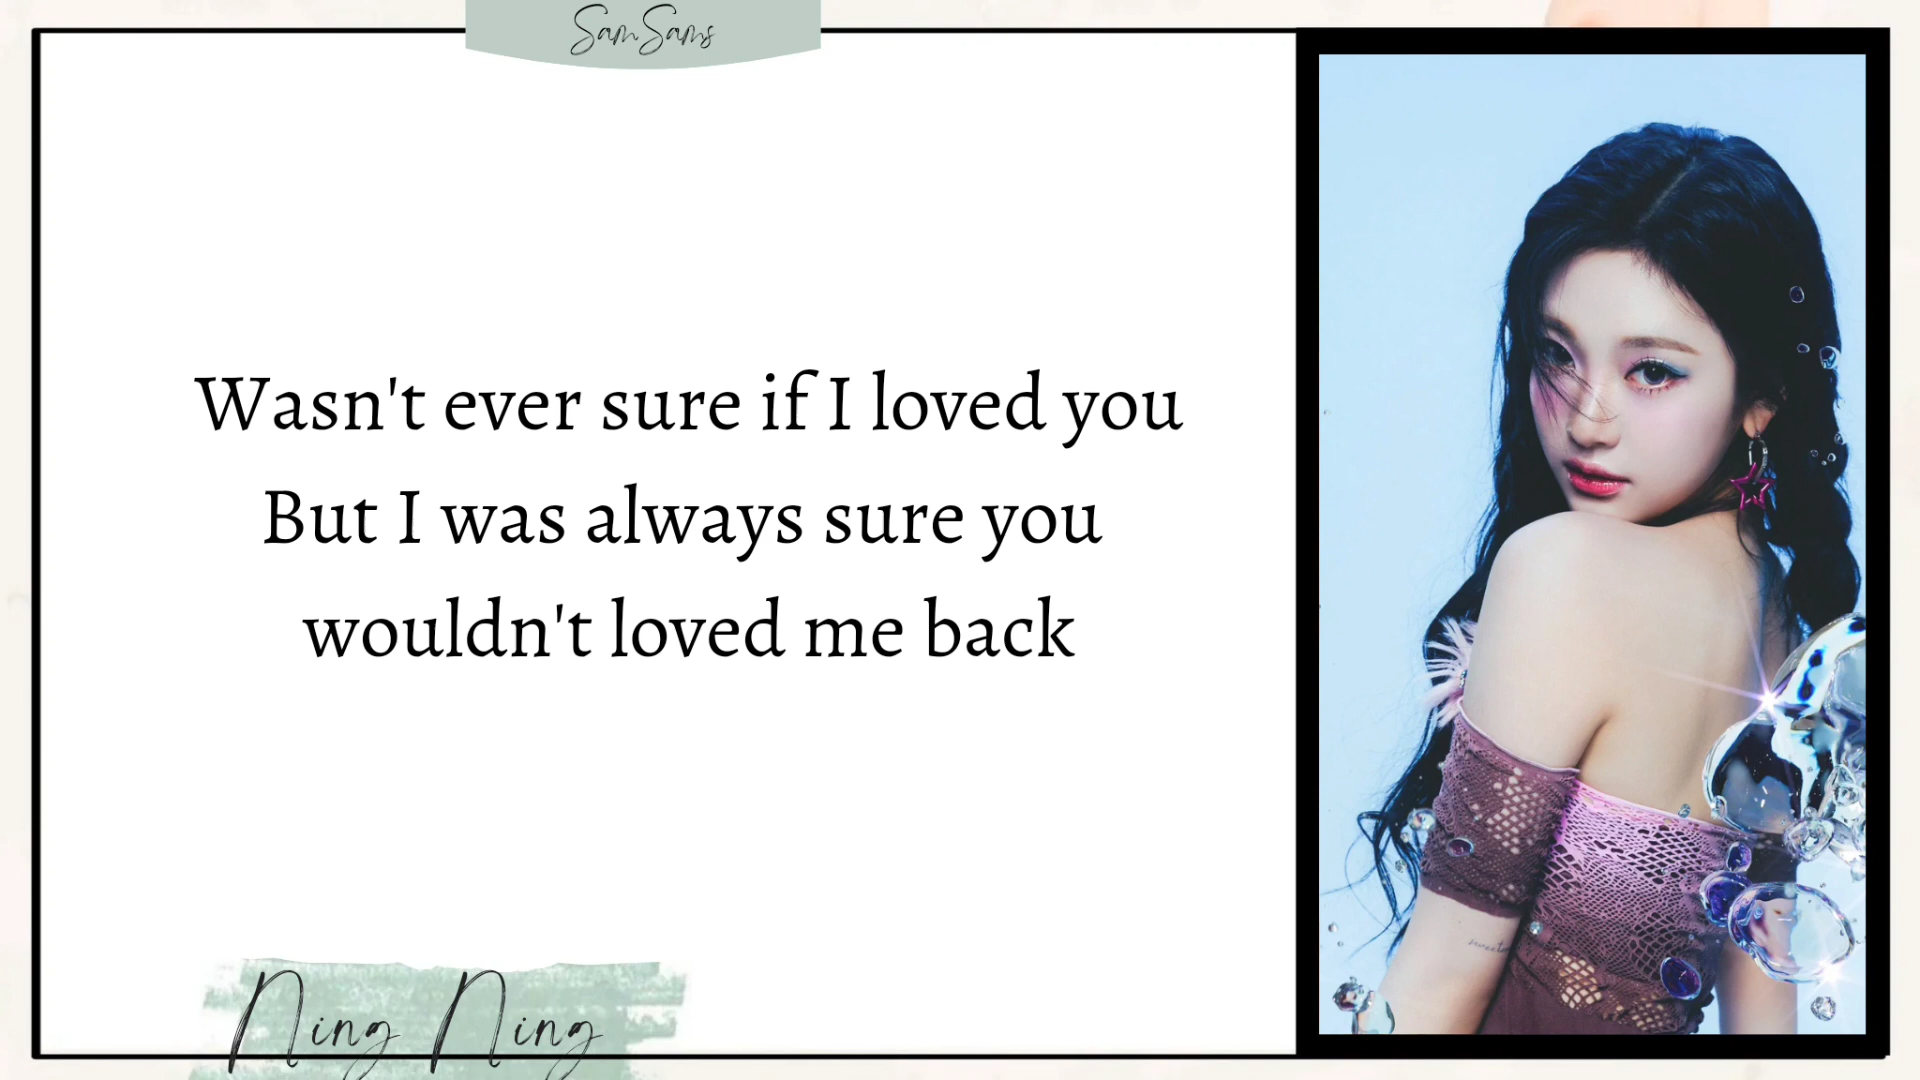 SamSams
Wasn't ever sure if I loved you
But I was always sure you
wouldn't loved me back
Ning Ning